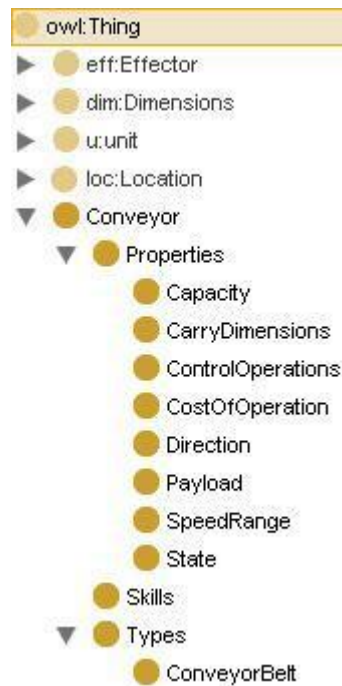 owl:Thing
eff:Effector
dim:Dimensions
u:unit
loc:Location
Conveyor
Properties
Capacity
CarryDimensions
ControlOperations
CostOfOperation
Direction
Payload
SpeedRange
State
Skills
Types
ConveyorBelt